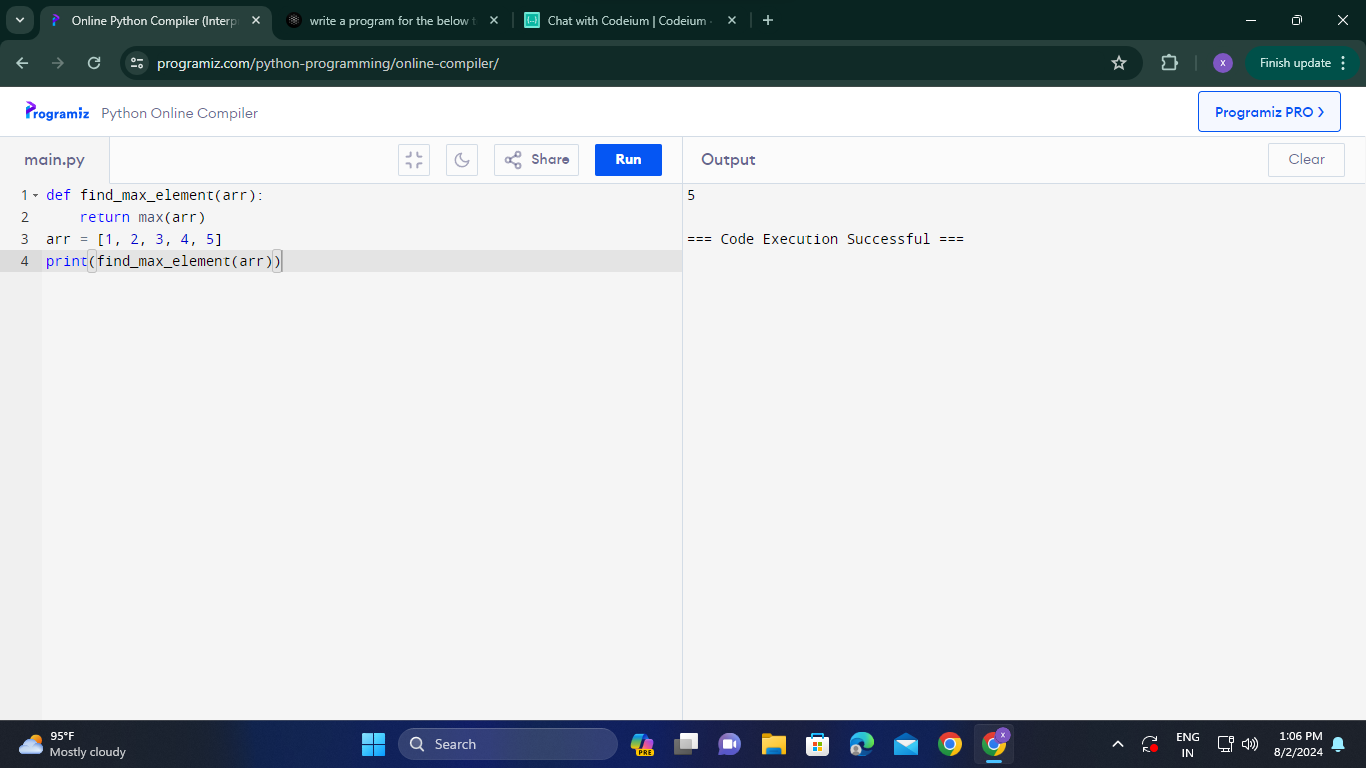 Online Python Compiler (Interp
write a program for the below t
Chat with Codeium | Codeium ·
programiz.com/python-programming/online-compiler/
x
Finish update
Programiz
Python Online Compiler
Programiz PRO >
main.py
Share
Run
Output
Clear
1 def find_max_element(arr):
2     return max(arr)
3 arr = [1, 2, 3, 4, 5]
4 print(find_max_element(arr))
5
=== Code Execution Successful ===
95°F
Mostly cloudy
Search
PRE
x
ENG
IN
1:06 PM
8/2/2024